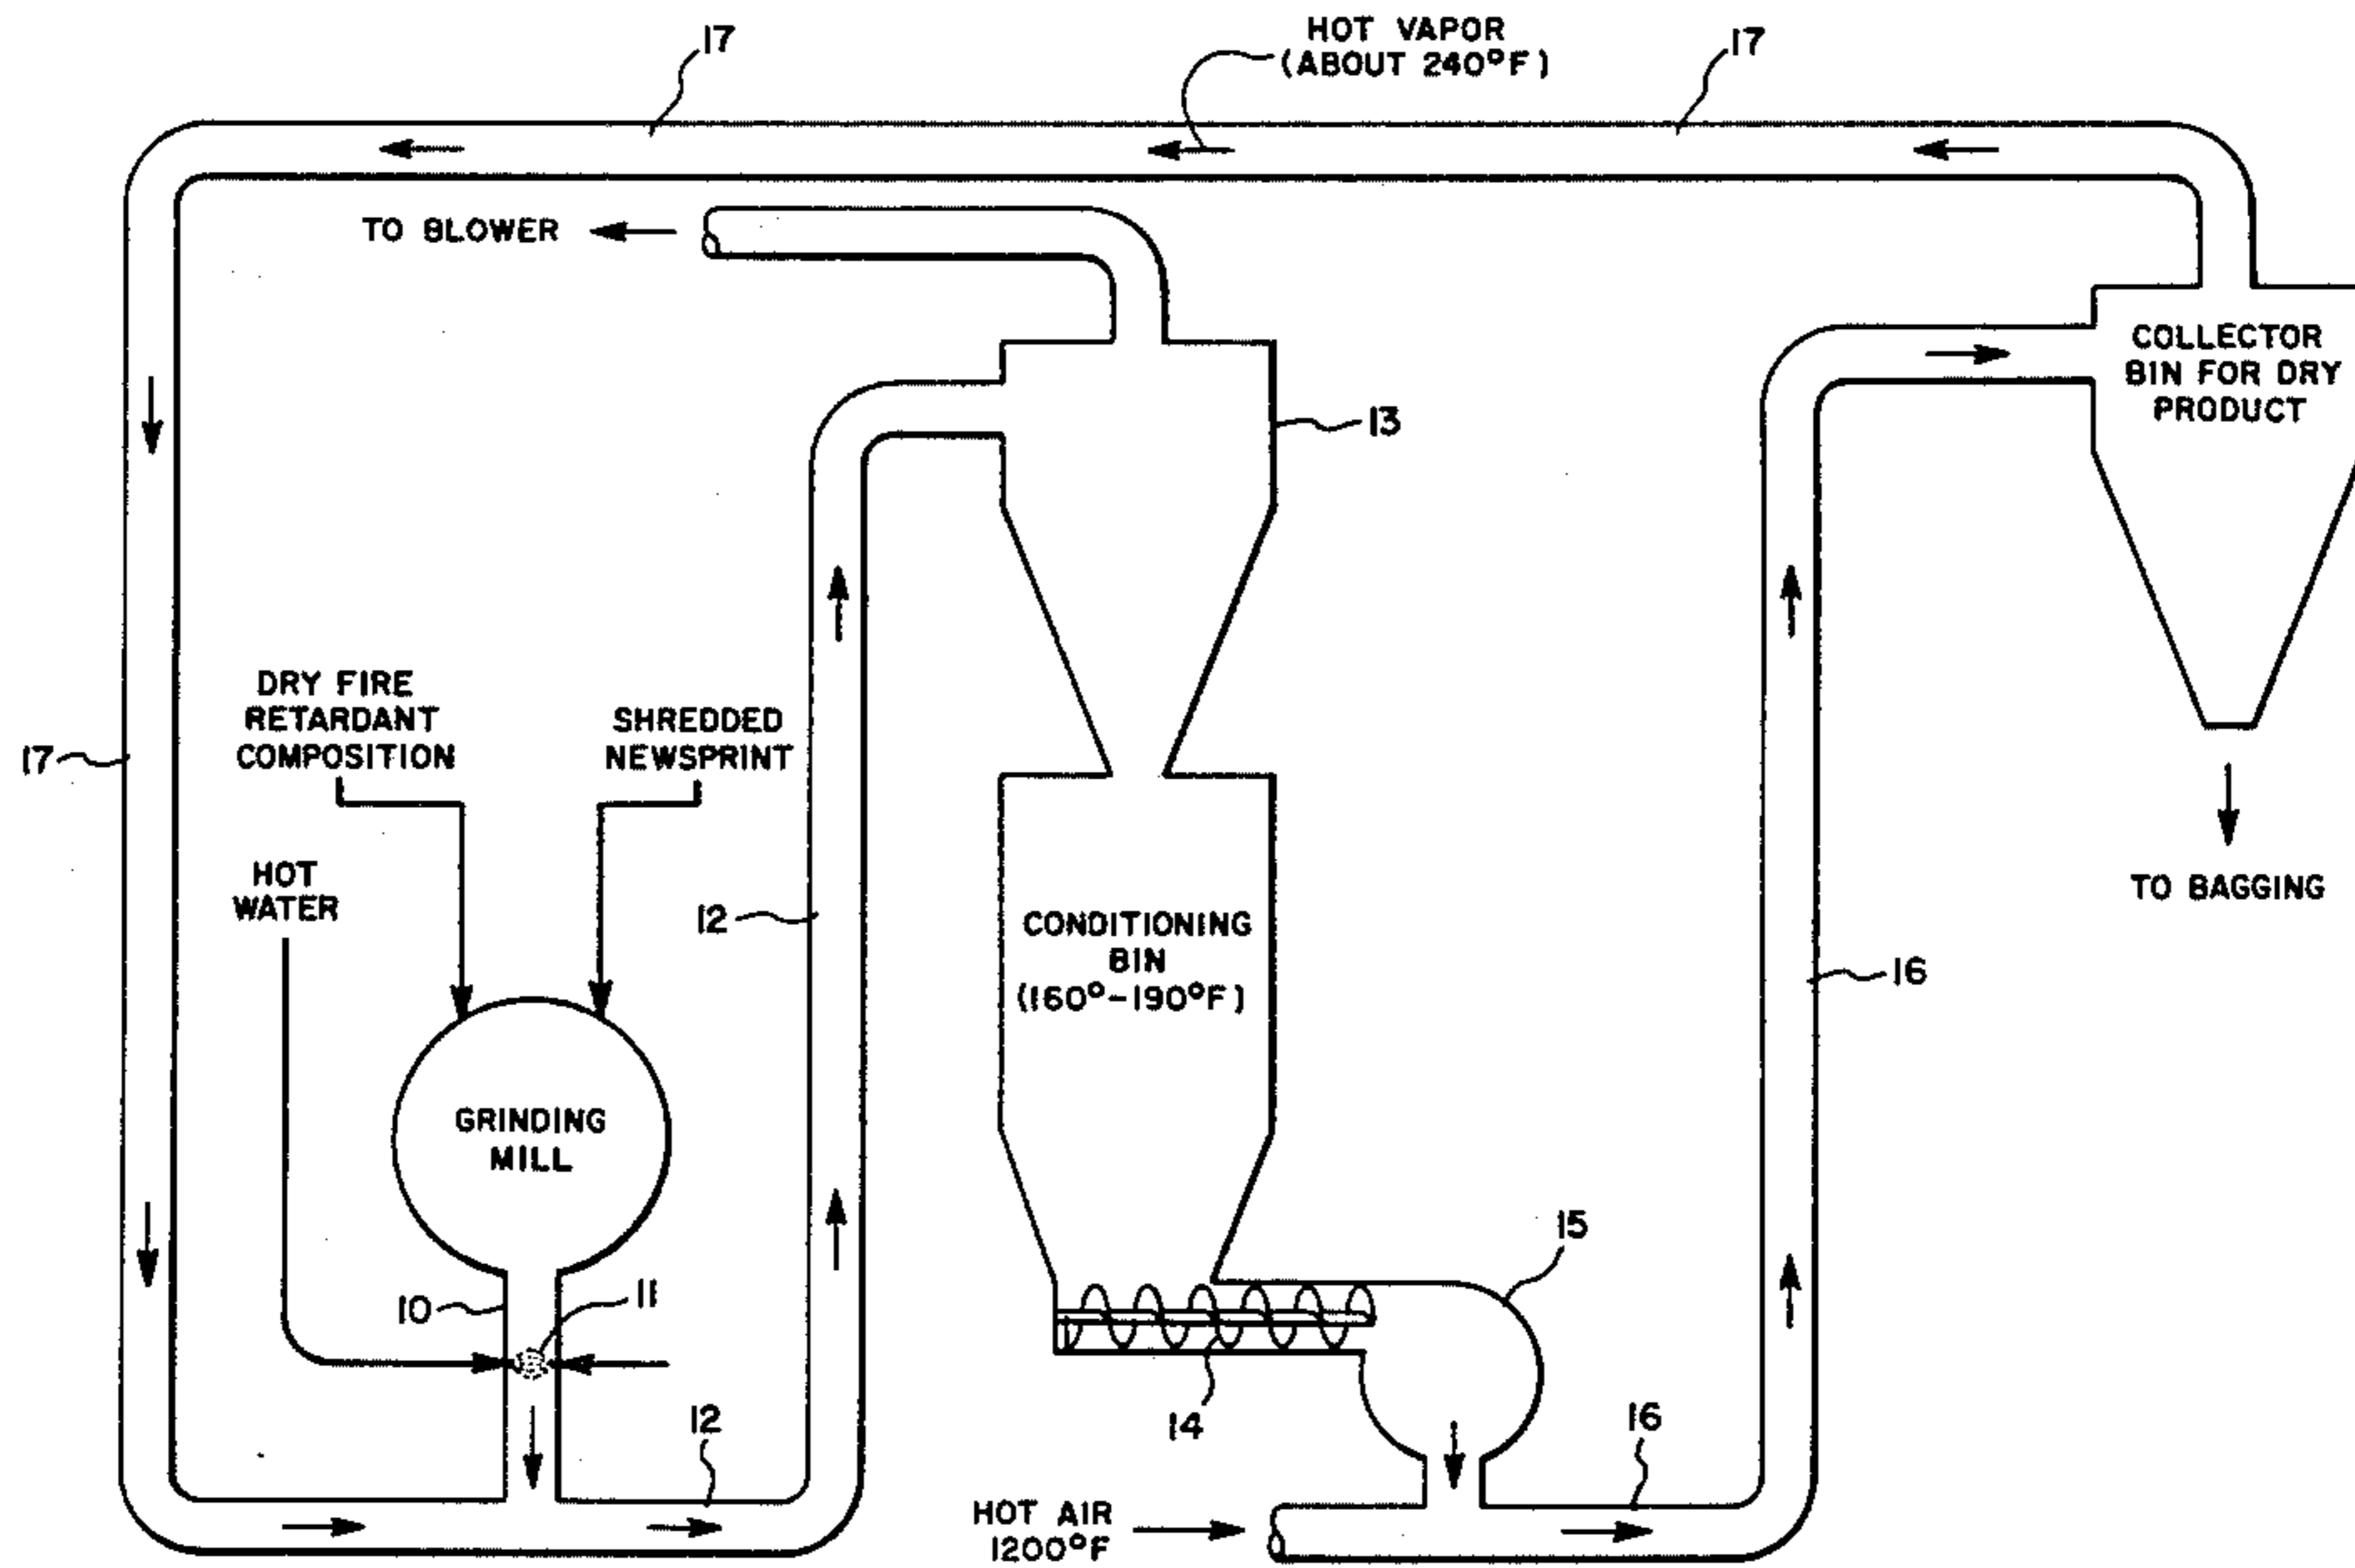 17
HOT VAPOR
(ABOUT 240°F)
17
TO BLOWER
COLLECTOR
BIN FOR DRY
PRODUCT
13
DRY FIRE
RETARDANT
COMPOSITION
SHREDDED
NEWSPRINT
17
HOT
WATER
12
CONDITIONING
BIN
(160°-190°F)
TO BAGGING
16
GRINDING
MILL
15
10
11
14
12
16
HOT AIR
1200°F